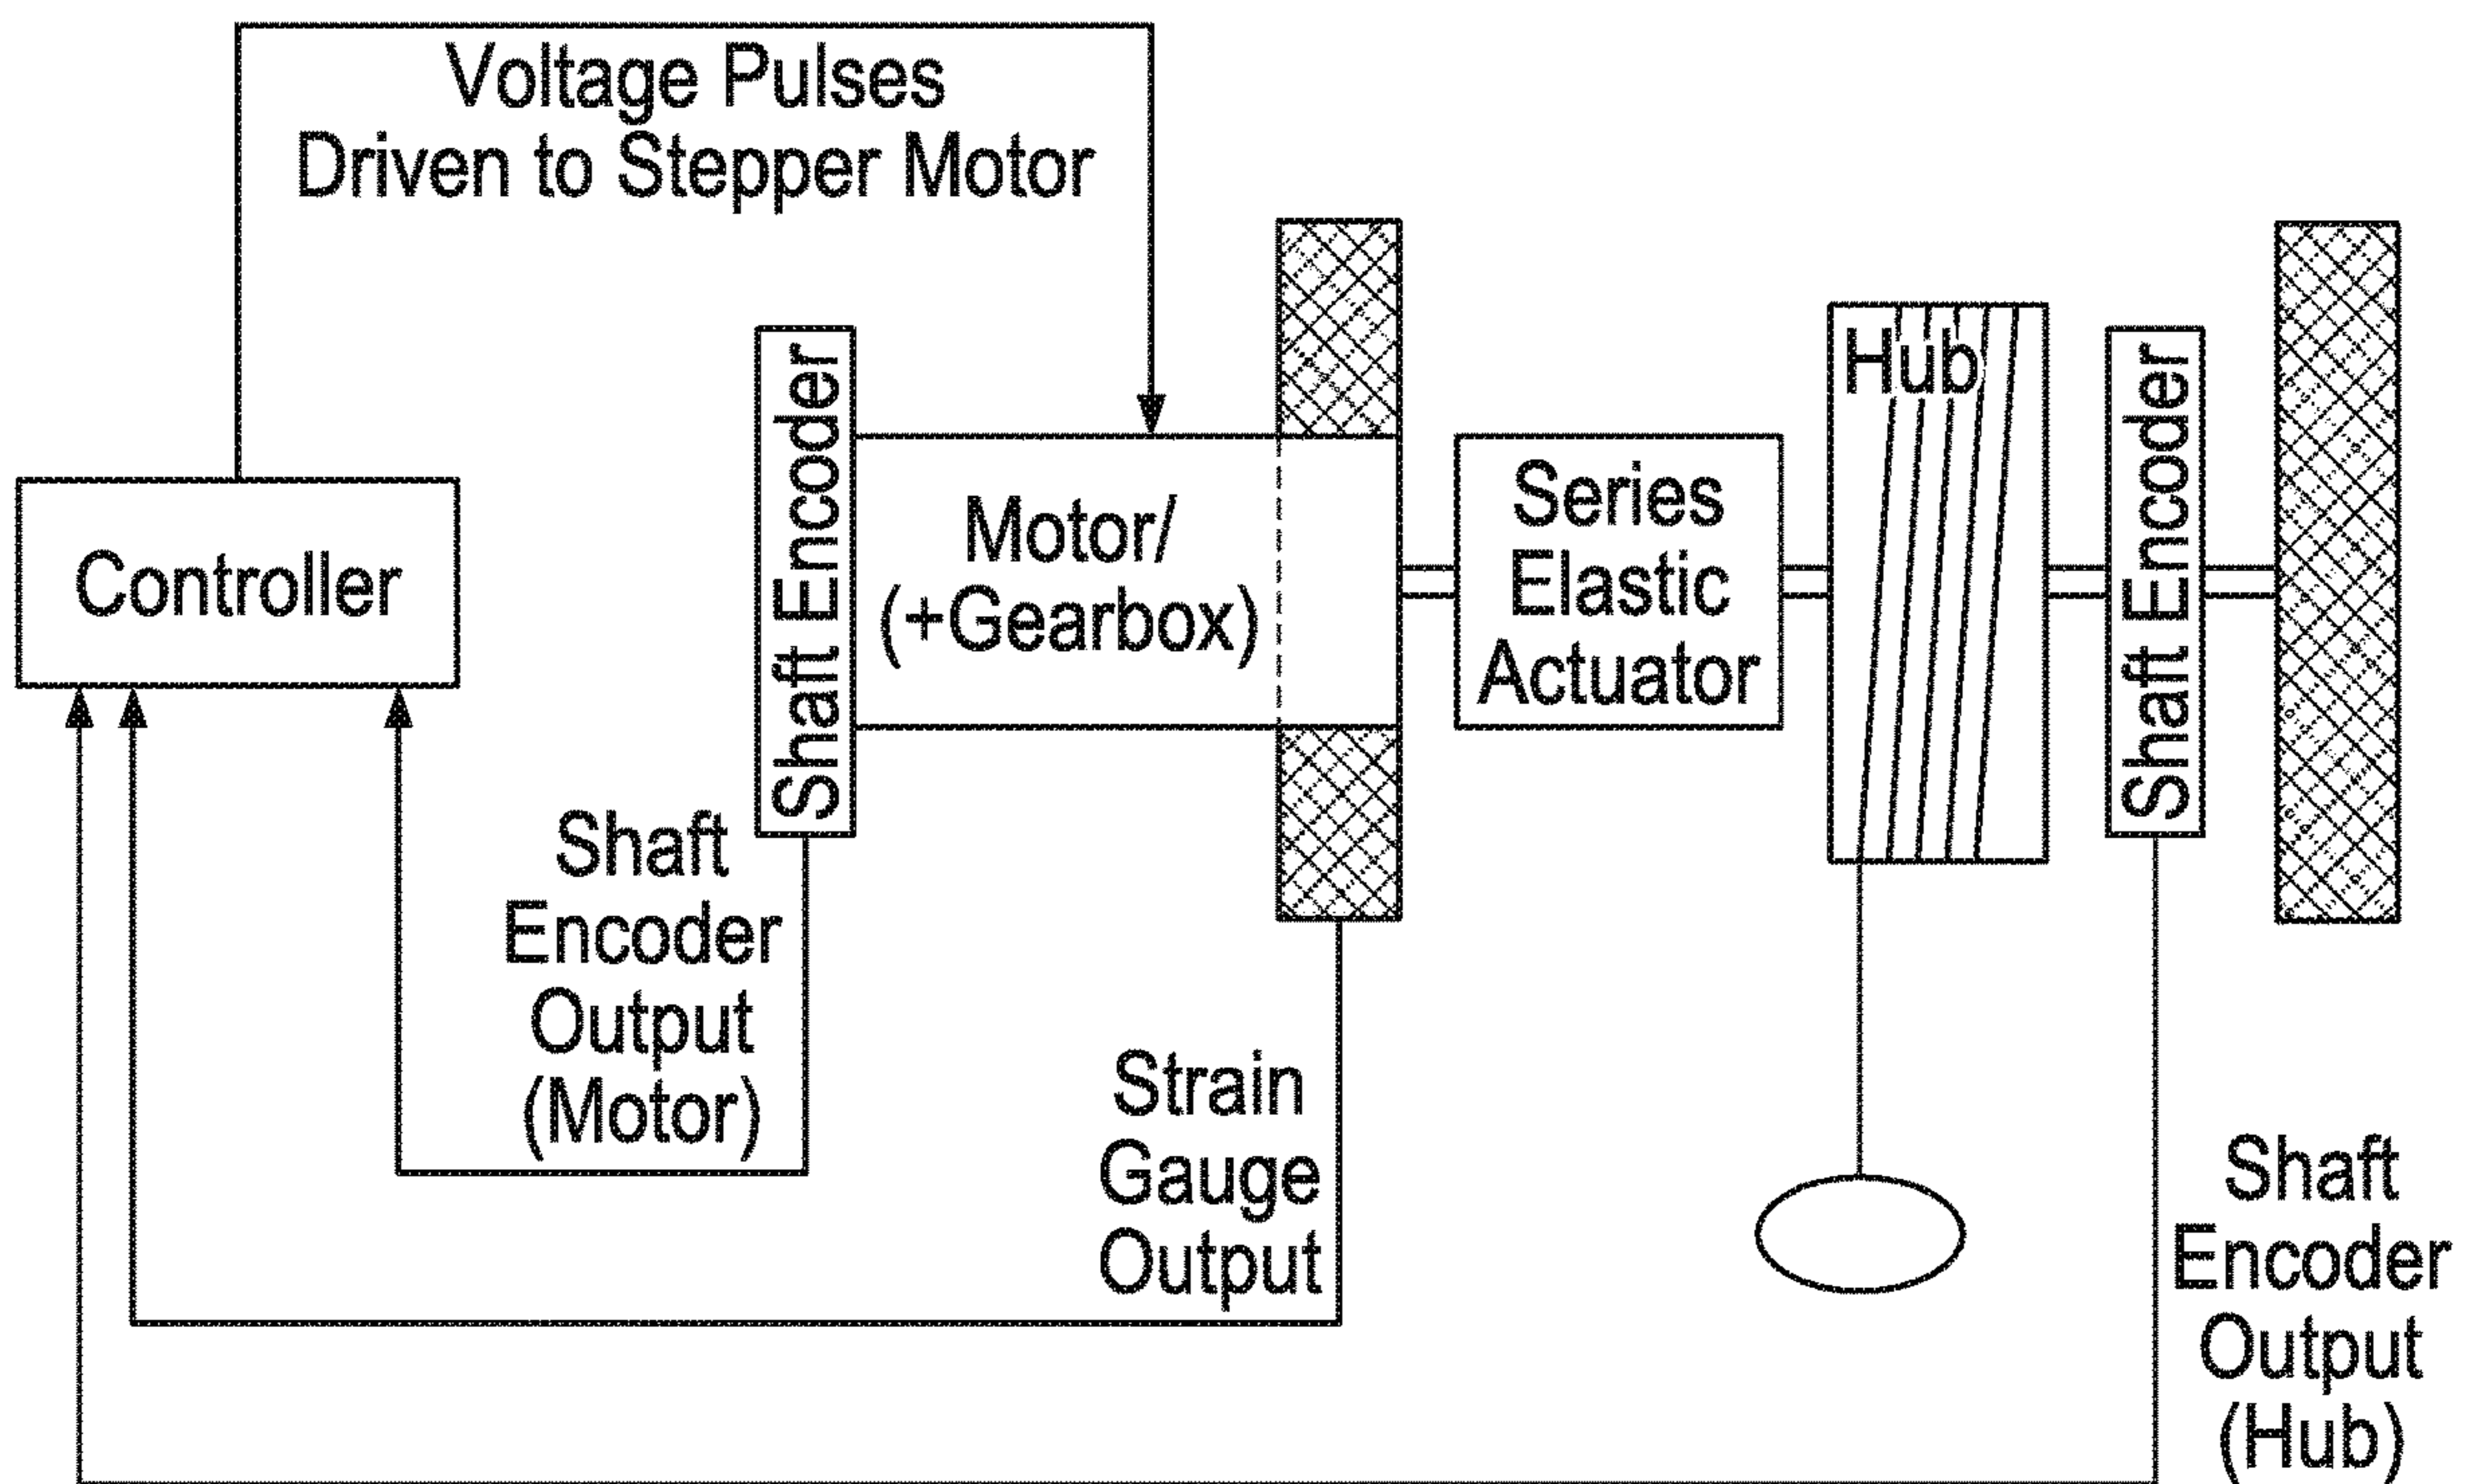 Voltage Pulses
Driven to Stepper Motor
Controller
Shaft Encoder
Motor/
(+Gearbox)
Series
Elastic
Actuator
Hub
Shaft Encoder
Shaft
Encoder
Output
(Motor)
Strain
Gauge
Output
Shaft
Encoder
Output
(Hub)